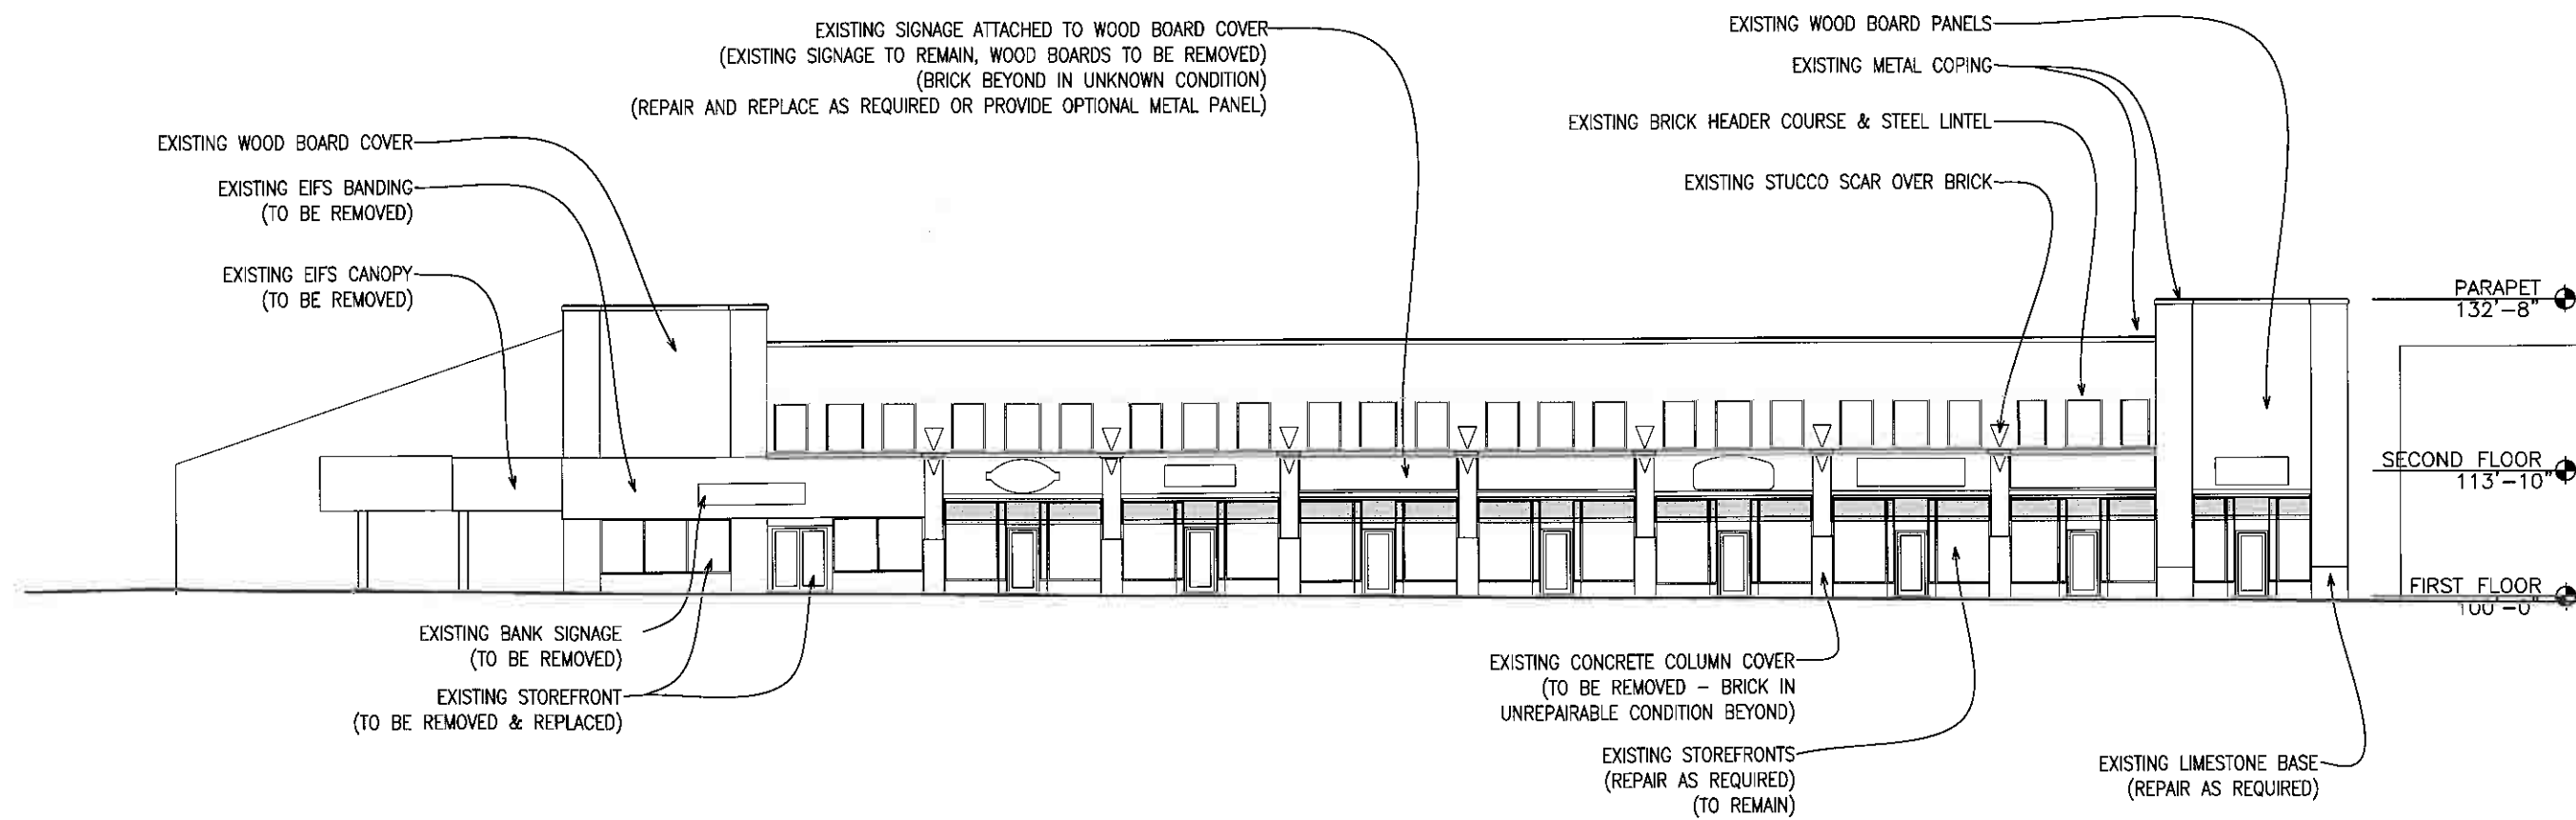 EXISTING SIGNAGE ATTACHED TO WOOD BOARD COVER
(EXISTING SIGNAGE TO REMAIN, WOOD BOARDS TO BE REMOVED)
(BRICK BEYOND IN UNKNOWN CONDITION)
(REPAIR AND REPLACE AS REQUIRED OR PROVIDE OPTIONAL METAL PANEL)
EXISTING WOOD BOARD PANELS
EXISTING METAL COPING
EXISTING BRICK HEADER COURSE & STEEL LINTEL
EXISTING STUCCO SCAR OVER BRICK
EXISTING WOOD BOARD COVER
EXISTING EIFS BANDING
(TO BE REMOVED)
EXISTING EIFS CANOPY
(TO BE REMOVED)
PARAPET
132'-8"
SECOND FLOOR
113'-10"
FIRST FLOOR
100'-0"
EXISTING BANK SIGNAGE
(TO BE REMOVED)
EXISTING STOREFRONT
(TO BE REMOVED & REPLACED)
EXISTING CONCRETE COLUMN COVER
(TO BE REMOVED - BRICK IN
UNREPAIRABLE CONDITION BEYOND)
EXISTING STOREFRONTS
(REPAIR AS REQUIRED)
(TO REMAIN)
EXISTING LIMESTONE BASE
(REPAIR AS REQUIRED)